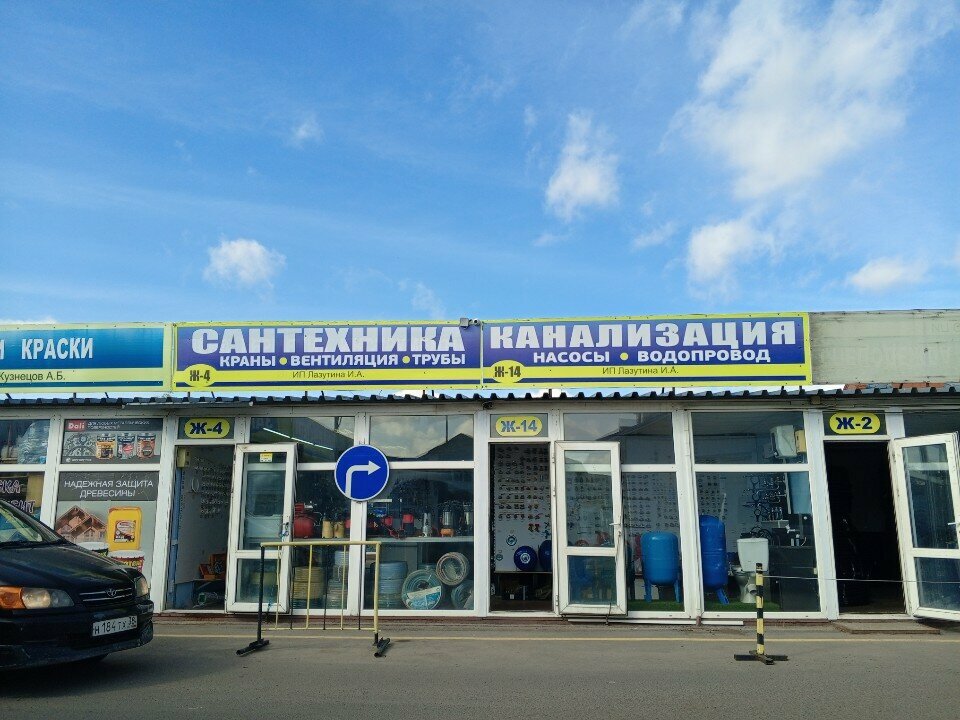 И КРАСКИ
Кузнецов А.Б.
САНТЕХНИКА
КРАНЫ • ВЕНТИЛЯЦИЯ • ТРУБЫ
Ж-4
ИП Лазутина И.А.
КАНАЛИЗАЦИЯ
НАСОСЫ • ВОДОПРОВОД
Ж-14
ИП Лазутина И.А.
Dali
НАДЕЖНАЯ ЗАЩИТА
ДРЕВЕСИНЫ
Ж-4
Ж-14
Ж-2
Н 184 ТХ 38